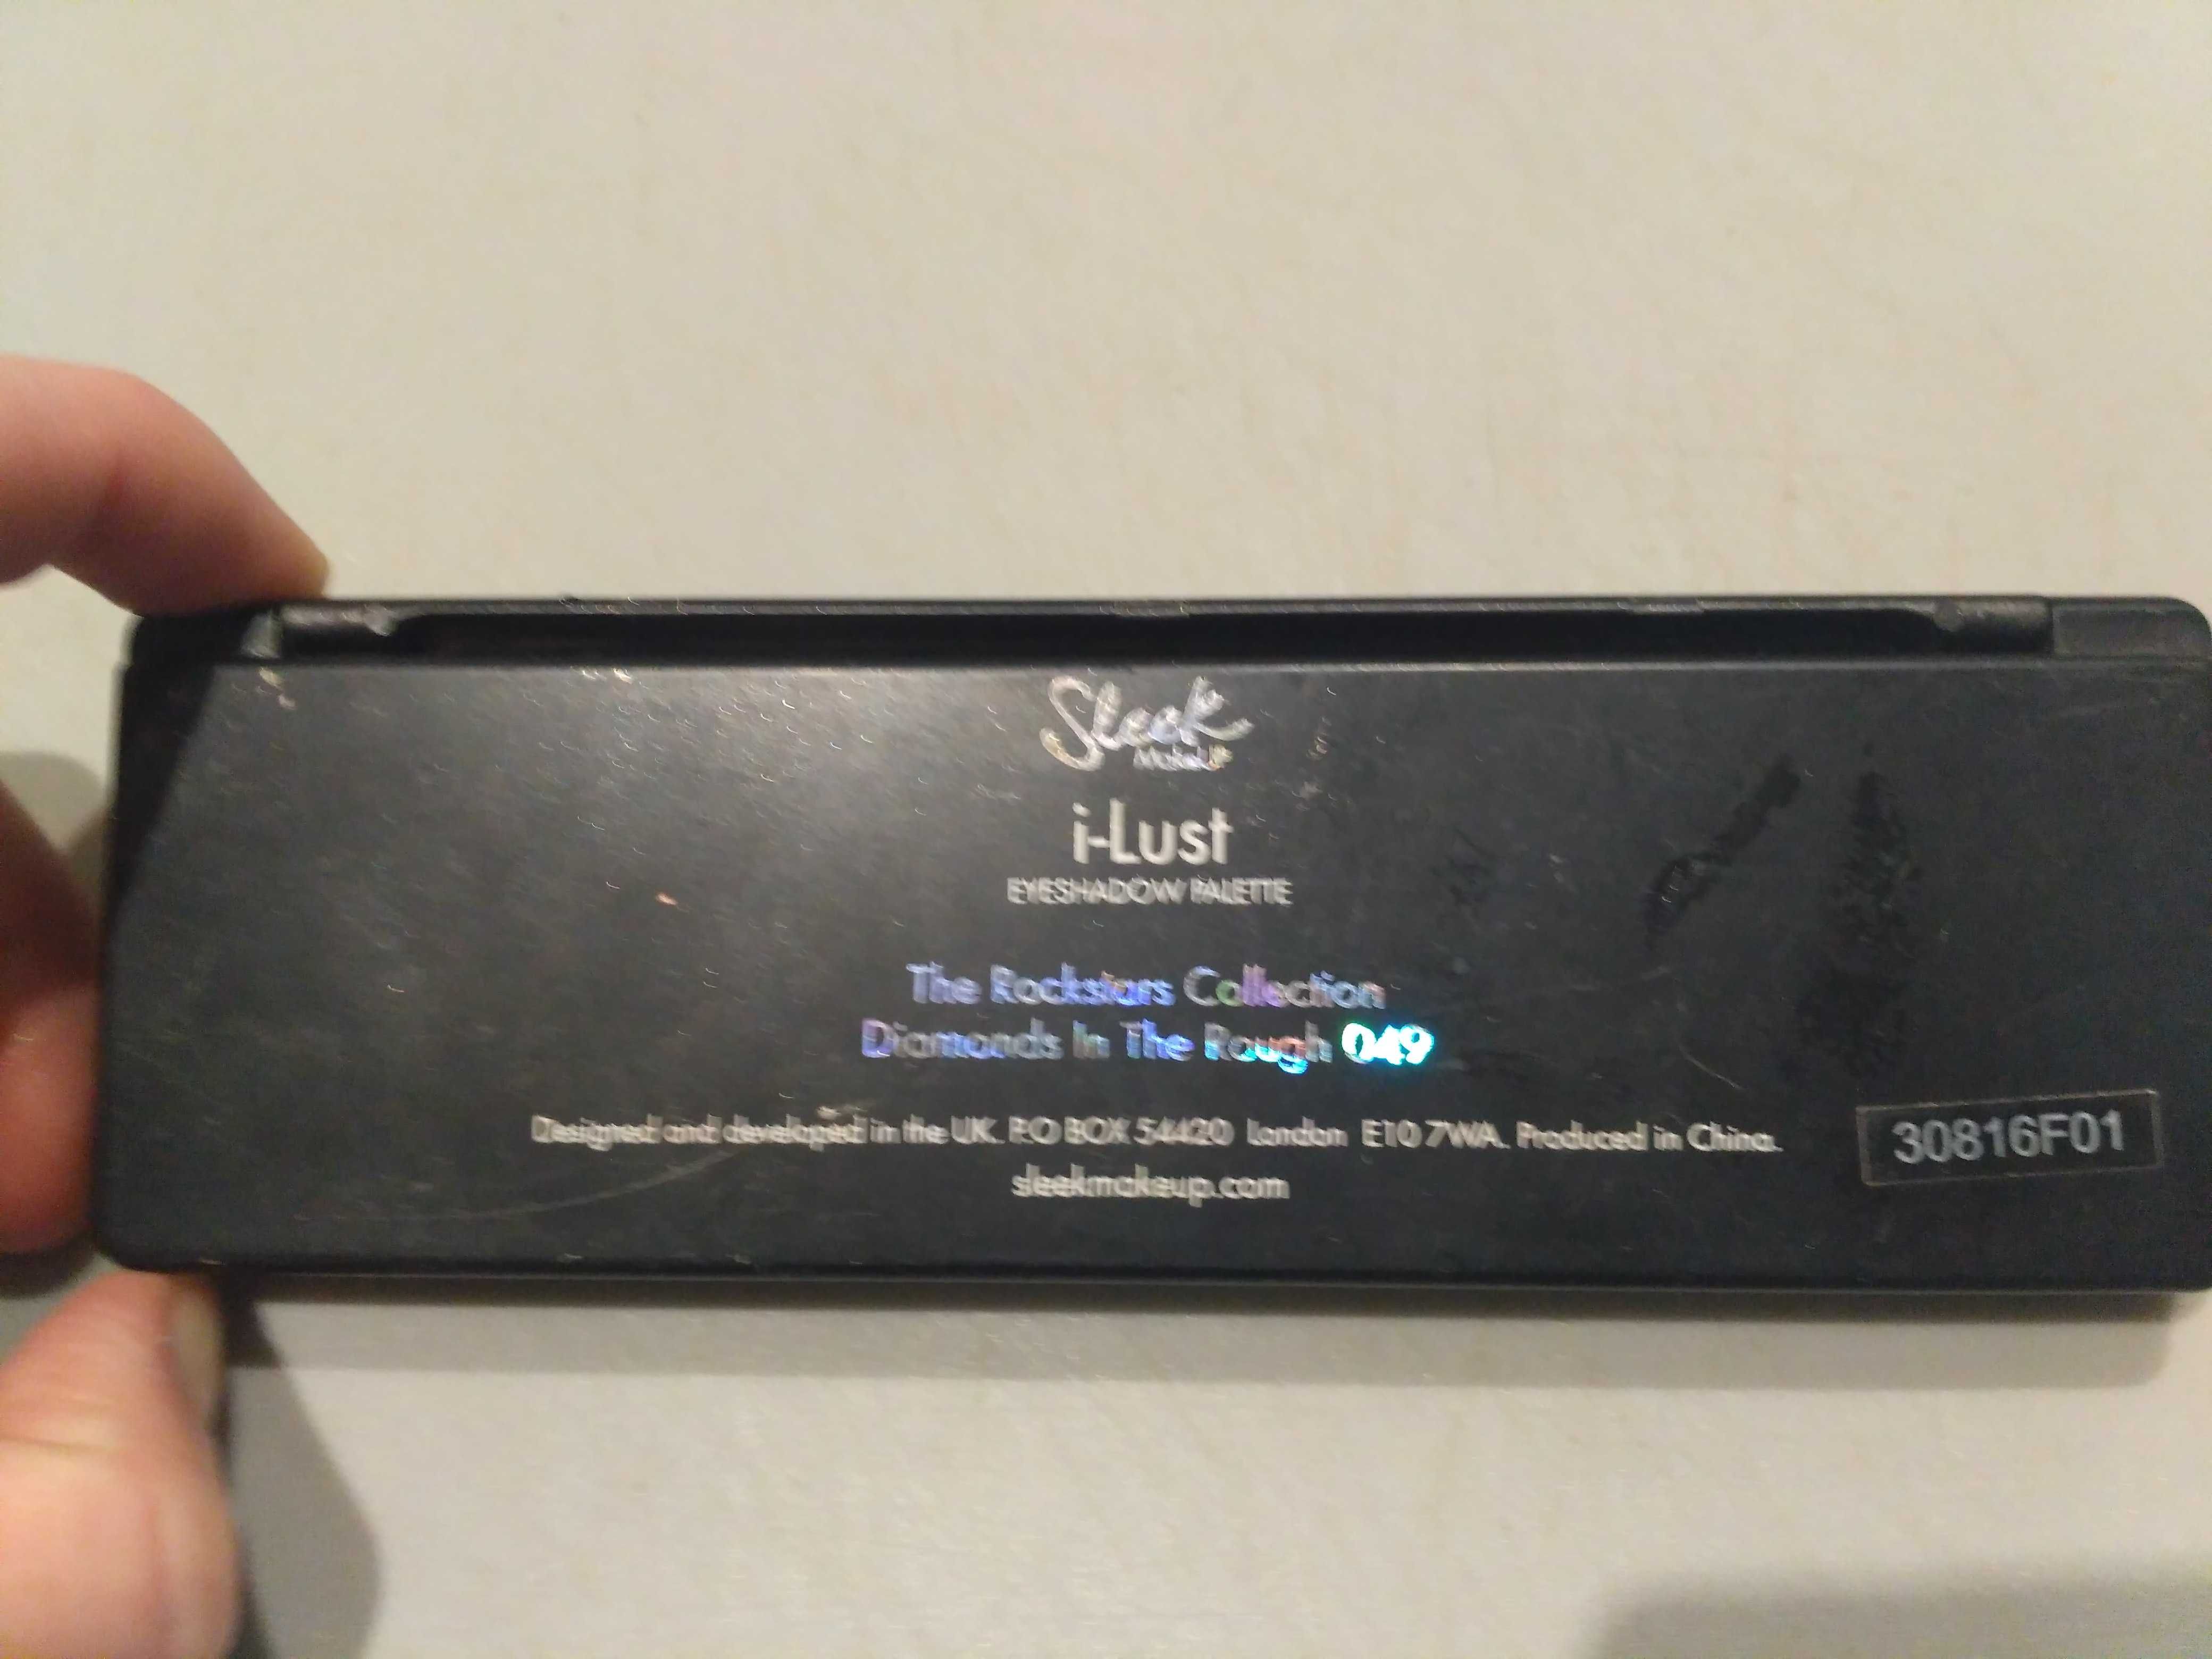 Sleek
MakeUP
i-Lust
EYESHADOW PALETTE
The Rockstars Collection
Diamonds In The Rough 049
Designed and developed in the UK. P.O BOX 54420 London E10 7WA. Produced in China.
sleekmakeup.com
30816F01